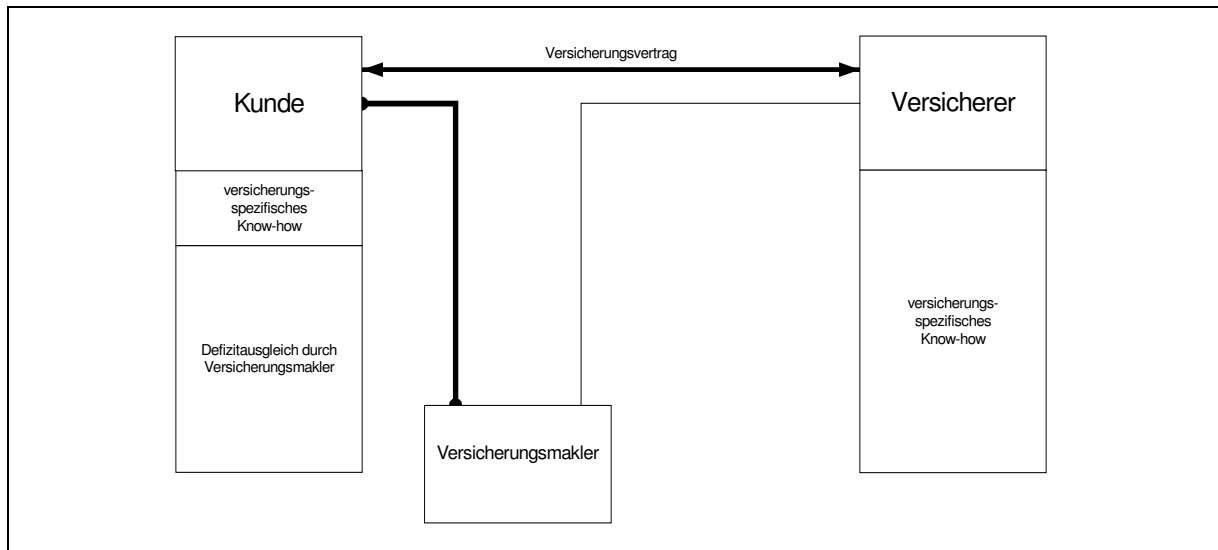 Versicherungsvertrag
Kunde
Versicherer
versicherungs-
spezifisches
Know-how
versicherungs-
spezifisches
Know-how
Defizitausgleich durch
Versicherungsmakler
Versicherungsmakler